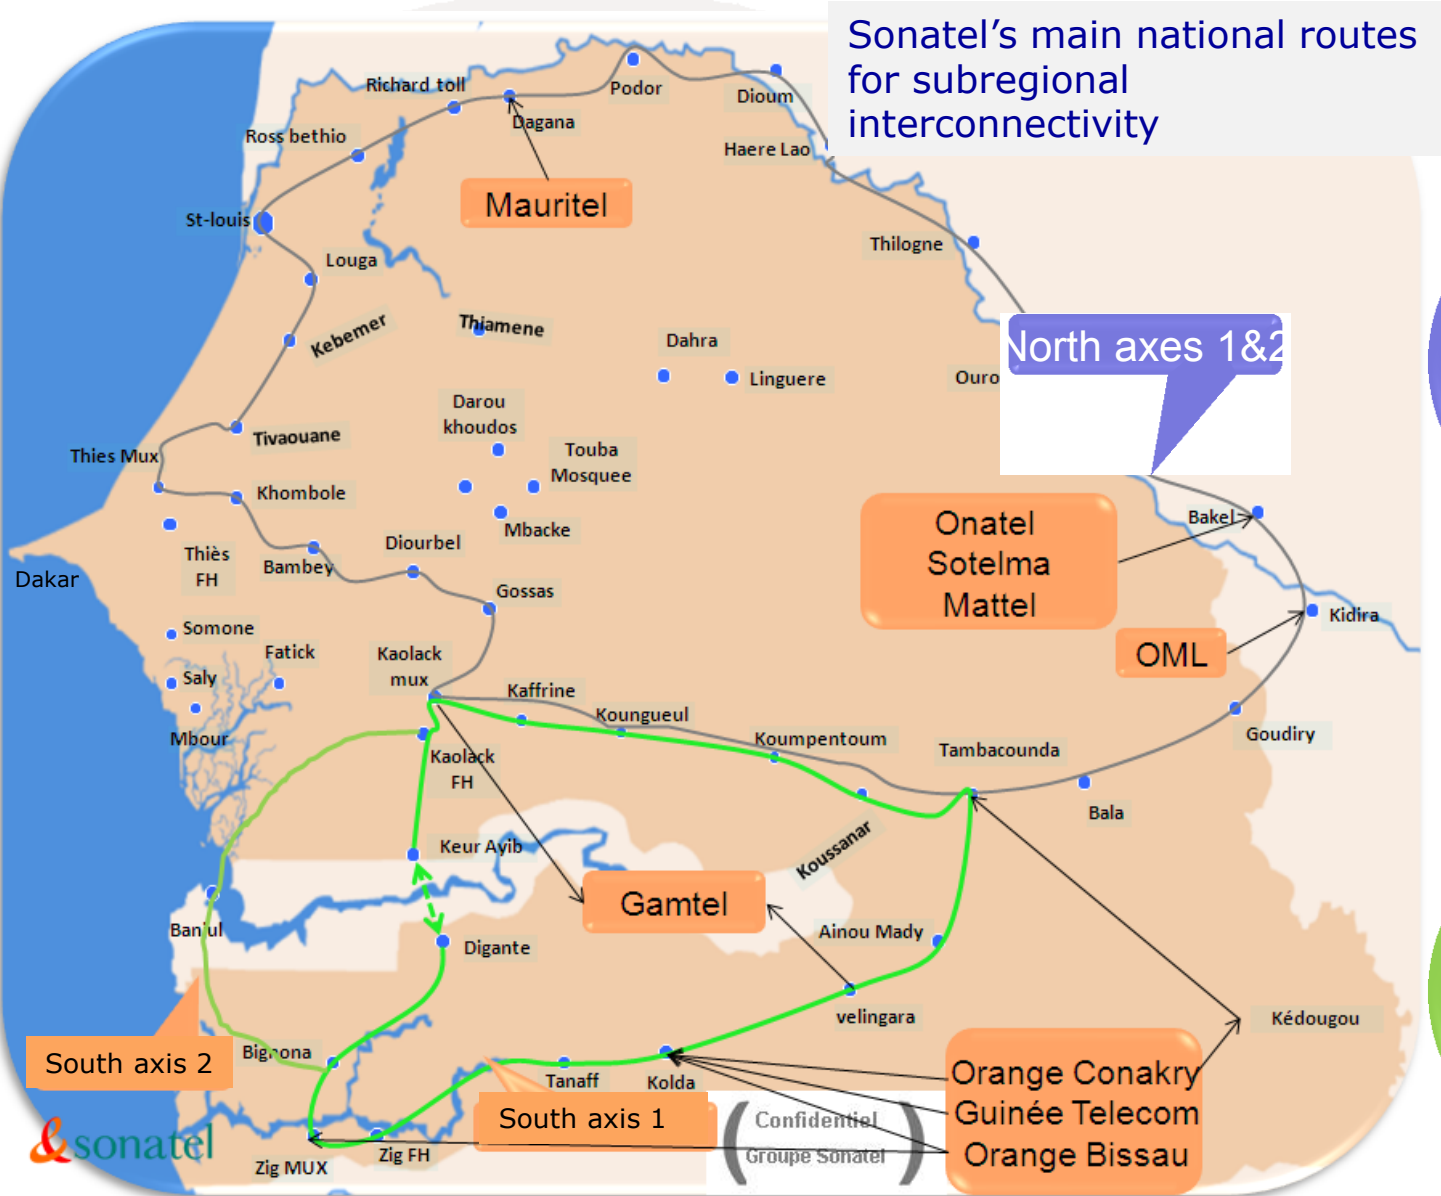 Sonatel’s main national routes
for subregional
interconnectivity
Richard toll
Podor
Dioum
Dagana
Ross bethio
Haere Lao
Mauritel
St-louis
Thilogne
Louga
Kebemer
Thiamene
North axes 1&2
Dahra
Linguere
Ouro
Darou
khoudos
Tivaouane
Thies Mux
Touba
Mosquee
Khombole
Onatel
Sotelma
Mattel
Bakel
Mbacke
Diourbel
Thiès
FH
Bambey
Dakar
Gossas
Kidira
Somone
Fatick
Kaolack
mux
OML
Saly
Kaffrine
Koungueul
Mbour
Koumpentoum
Tambacounda
Goudiry
Kaolack
FH
Bala
Keur Ayib
Koussanar
Gamtel
Banjul
Ainou Mady
Digante
velingara
Kédougou
South axis 2
Bignona
Tanaff
Kolda
Orange Conakry
Guinée Telecom
Orange Bissau
South axis 1
Confidentiel
Groupe Sonatel
&sonatel
Zig MUX
Zig FH